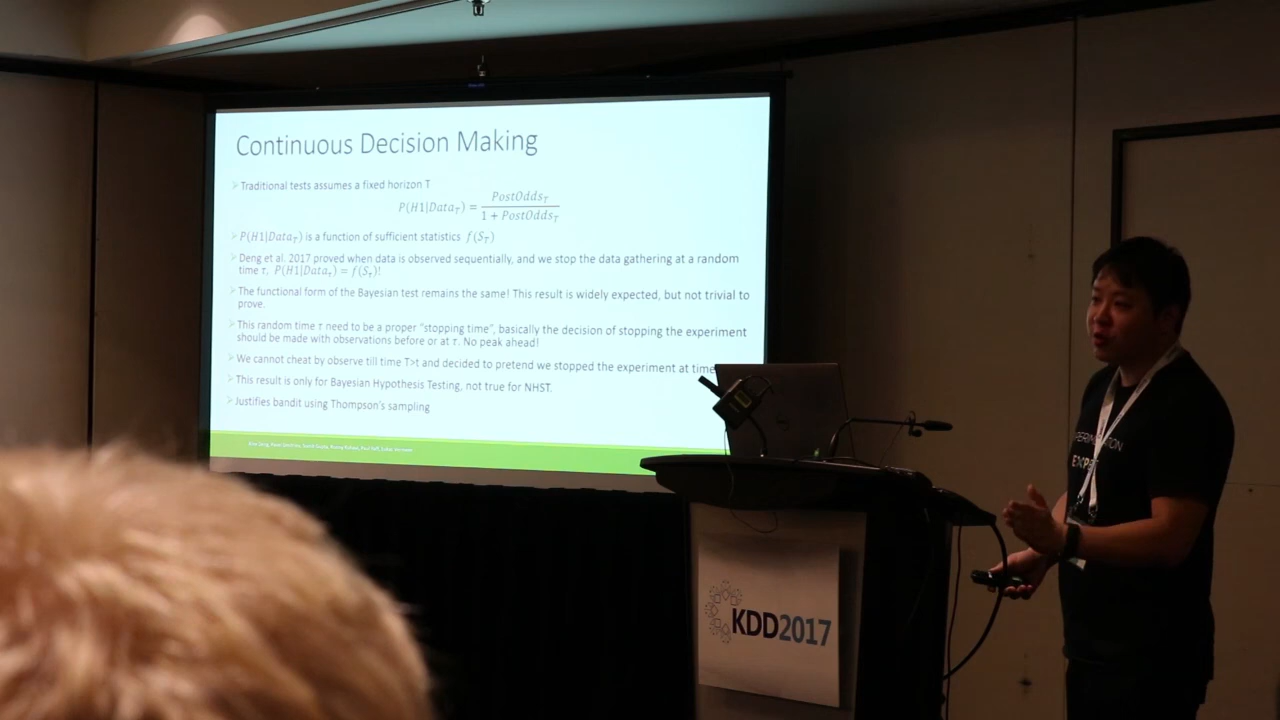 Continuous Decision Making
Traditional tests assumes a fixed horizon T
P(H1|Data_T) = PostOdds_T / (1 + PostOdds_T)
P(H1|Data_T) is a function of sufficient statistics f(S_T)
Deng et al. 2017 proved when data is observed sequentially, and we stop the data gathering at a random
time τ, P(H1|Data_τ) = f(S_τ)!
The functional form of the Bayesian test remains the same! This result is widely expected, but not trivial to
prove.
This random time τ need to be a proper "stopping time", basically the decision of stopping the experiment
should be made with observations before or at τ. No peak ahead!
We cannot cheat by observe till time T>t and decided to pretend we stopped the experiment at time
This result is only for Bayesian Hypothesis Testing, not true for NHST.
Justifies bandit using Thompson's sampling
KDD2017